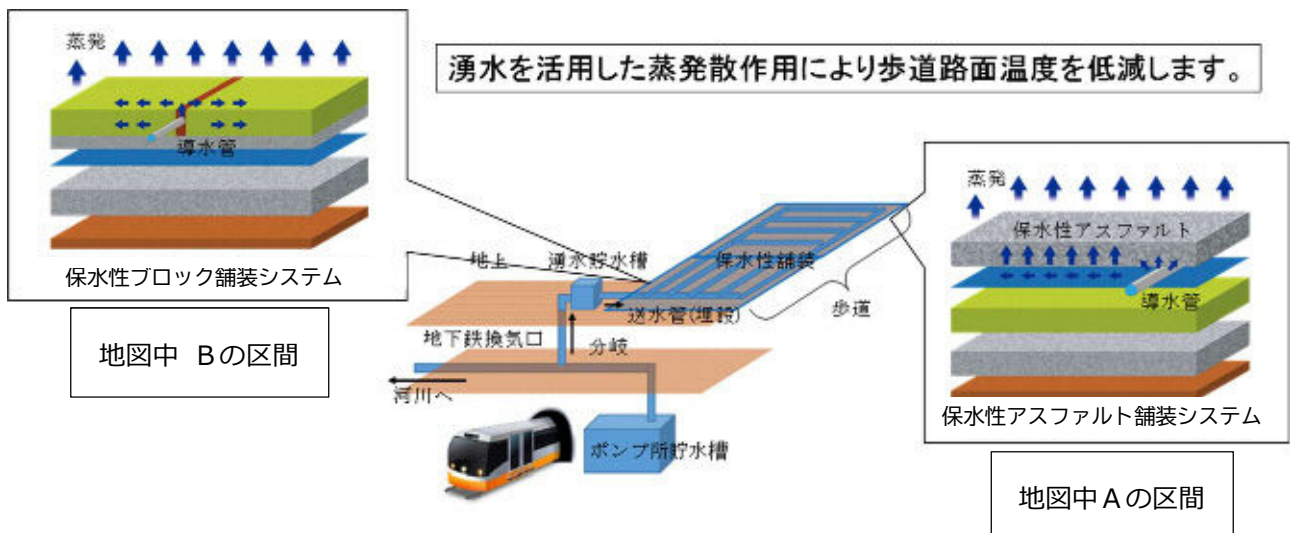 湧水を活用した蒸発散作用により歩道路面温度を低減します。
蒸発
導水管
保水性ブロック舗装システム
地図中 Bの区間
地上
湧水貯水槽
保水性舗装
送水管(埋設)
歩道
地下鉄換気口
分岐
河川へ
ポンプ所貯水槽
蒸発
保水性アスファルト
導水管
保水性アスファルト舗装システム
地図中Aの区間